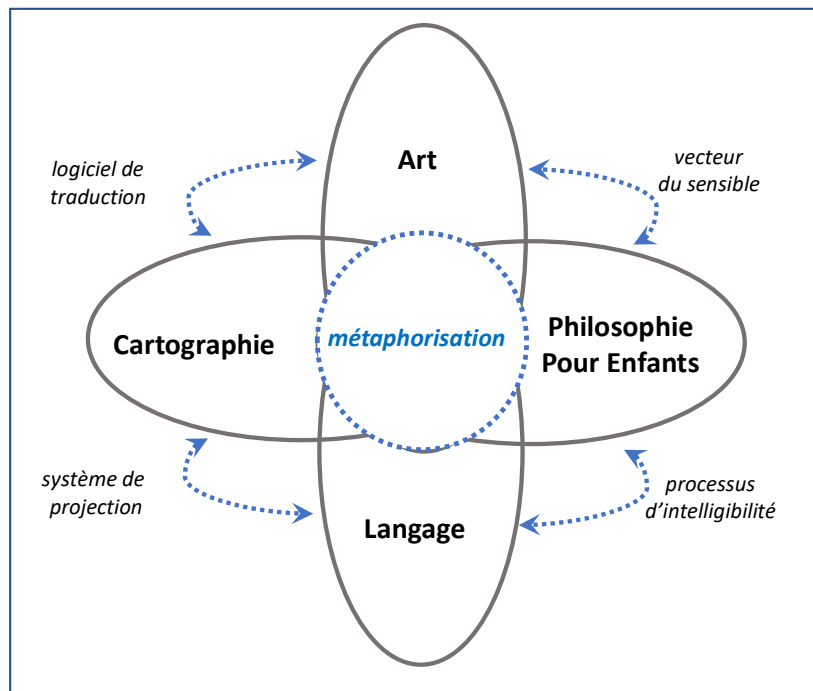 Art
logiciel de
traduction
vecteur
du sensible
Cartographie
métaphorisation
Philosophie
Pour Enfants
système de
projection
processus
d’intelligibilité
Langage